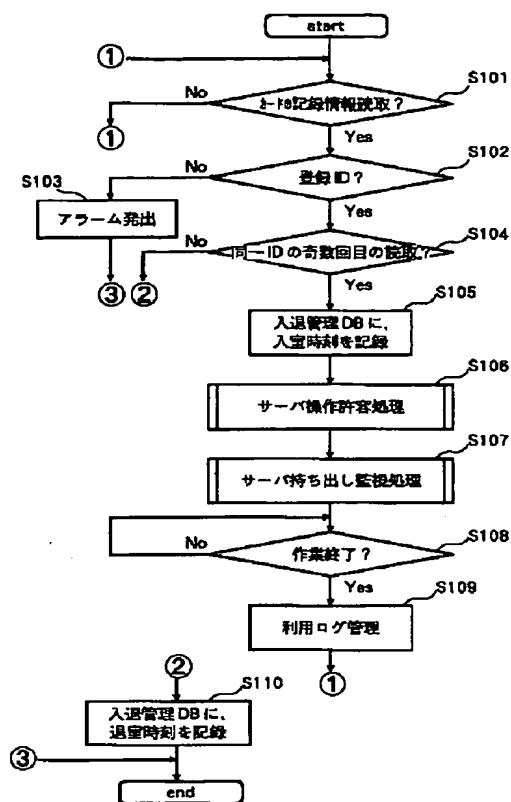 start
①
S101
No
カードの記録情報読取？
①
Yes
S102
No
登録ID？
S103
Yes
アラーム発出
S104
No
同一IDの奇数回目の読取？
③
②
Yes
S105
入退管理DBに、
入室時刻を記録
S106
サーバ操作許容処理
S107
サーバ持ち出し監視処理
S108
No
作業終了？
Yes
S109
利用ログ管理
②
①
S110
入退管理DBに、
退室時刻を記録
③
end